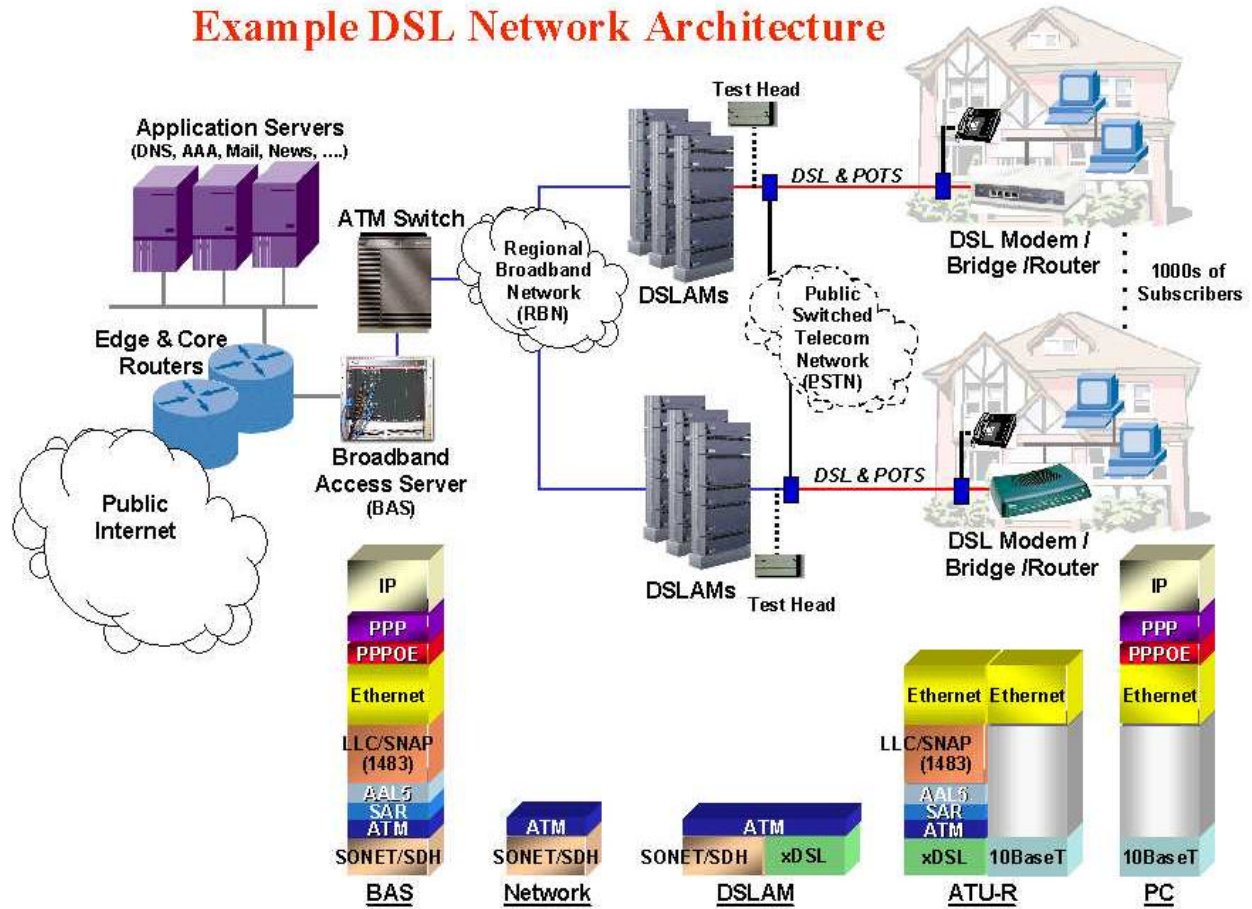 Example DSL Network Architecture
Test Head
Application Servers
(DNS, AAA, Mail, News, ....)
ATM Switch
DSL & POTS
Regional
Broadband
Network
(RBN)
DSLAMs
DSL Modem /
Bridge /Router
Public
Switched
Telecom
Network
(PSTN)
1000s of
Subscribers
Edge & Core
Routers
Broadband
Access Server
(BAS)
DSL & POTS
Public
Internet
DSLAMs
Test Head
DSL Modem /
Bridge /Router
IP
PPP
PPPOE
Ethernet
LLC/SNAP
(1483)
AAL5
SAR
ATM
SONET/SDH
BAS
ATM
SONET/SDH
Network
ATM
SONET/SDH
xDSL
DSLAM
Ethernet
Ethernet
LLC/SNAP
(1483)
AAL5
SAR
ATM
xDSL
10BaseT
ATU-R
IP
PPP
PPPOE
Ethernet
10BaseT
PC